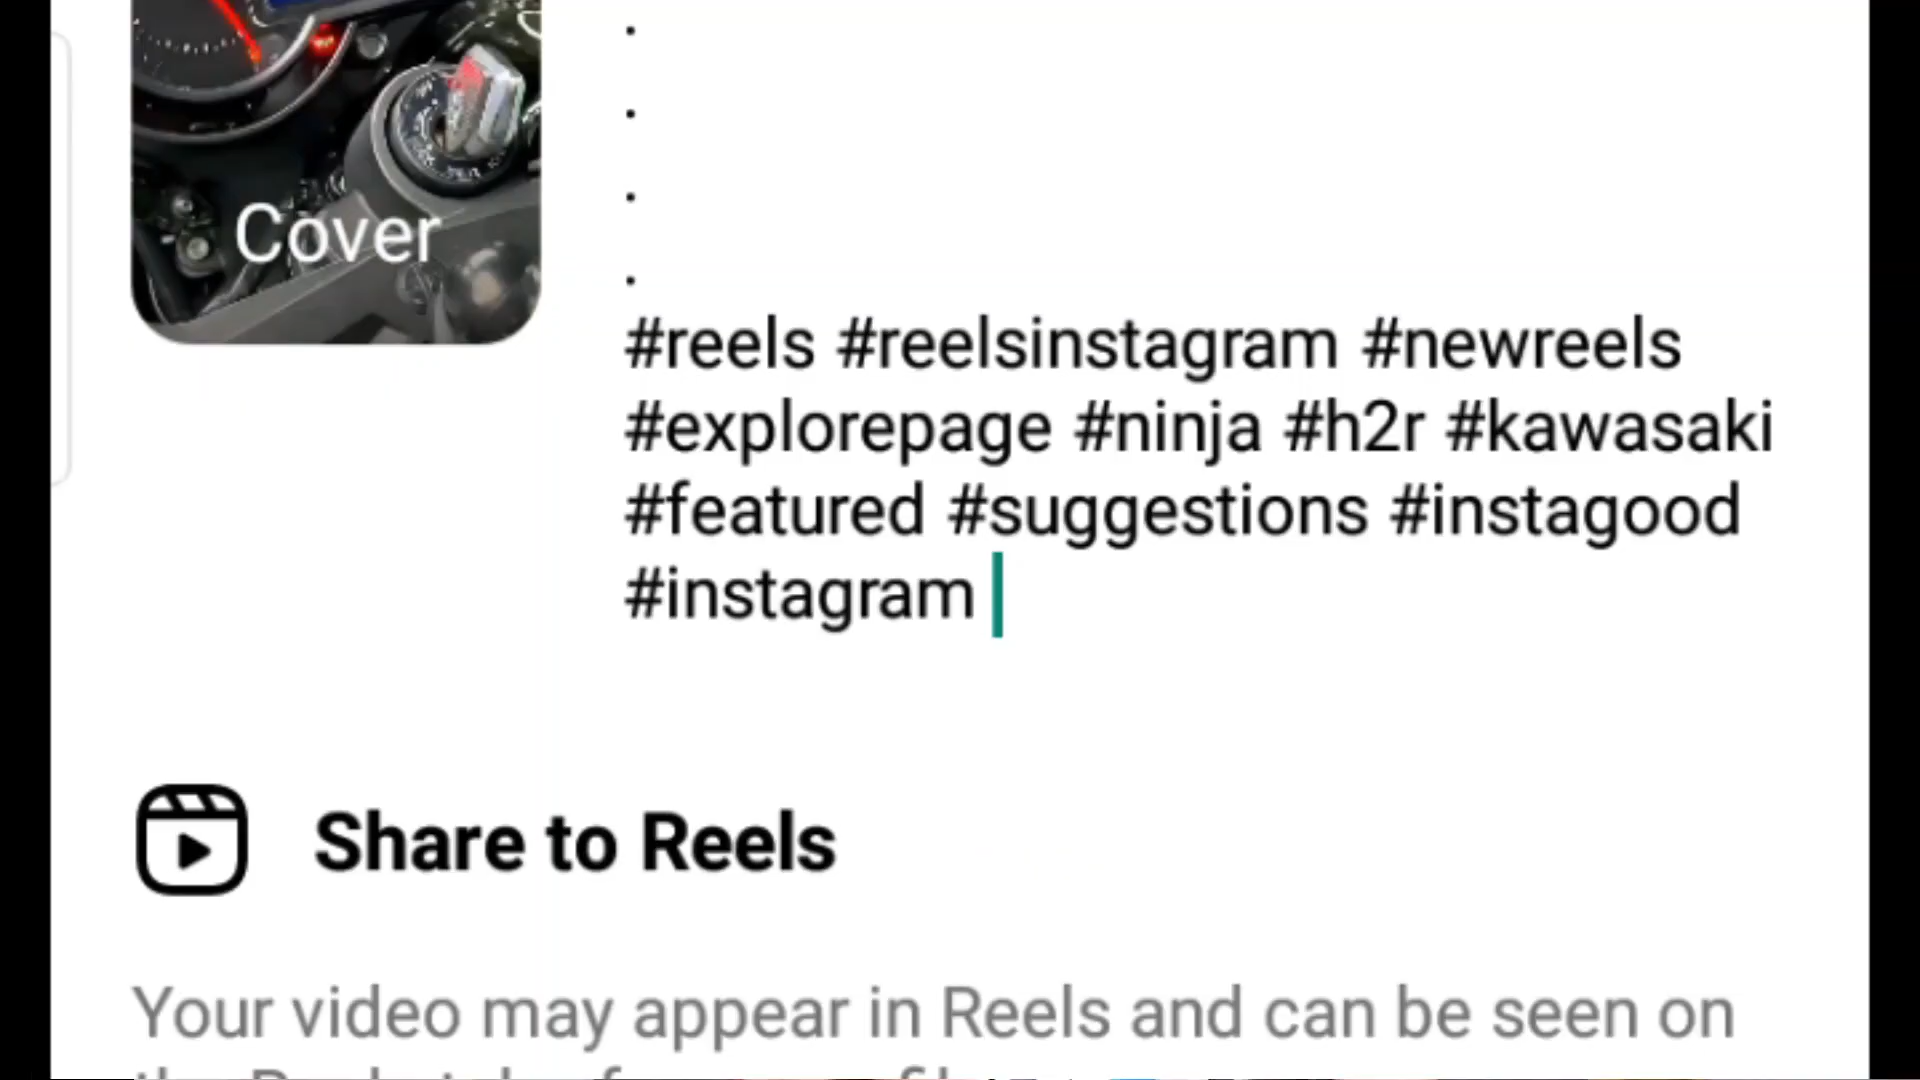 .
.
.
.
Cover
#reels #reelsinstagram #newreels
#explorepage #ninja #h2r #kawasaki
#featured #suggestions #instagood
#instagram
Share to Reels
Your video may appear in Reels and can be seen on